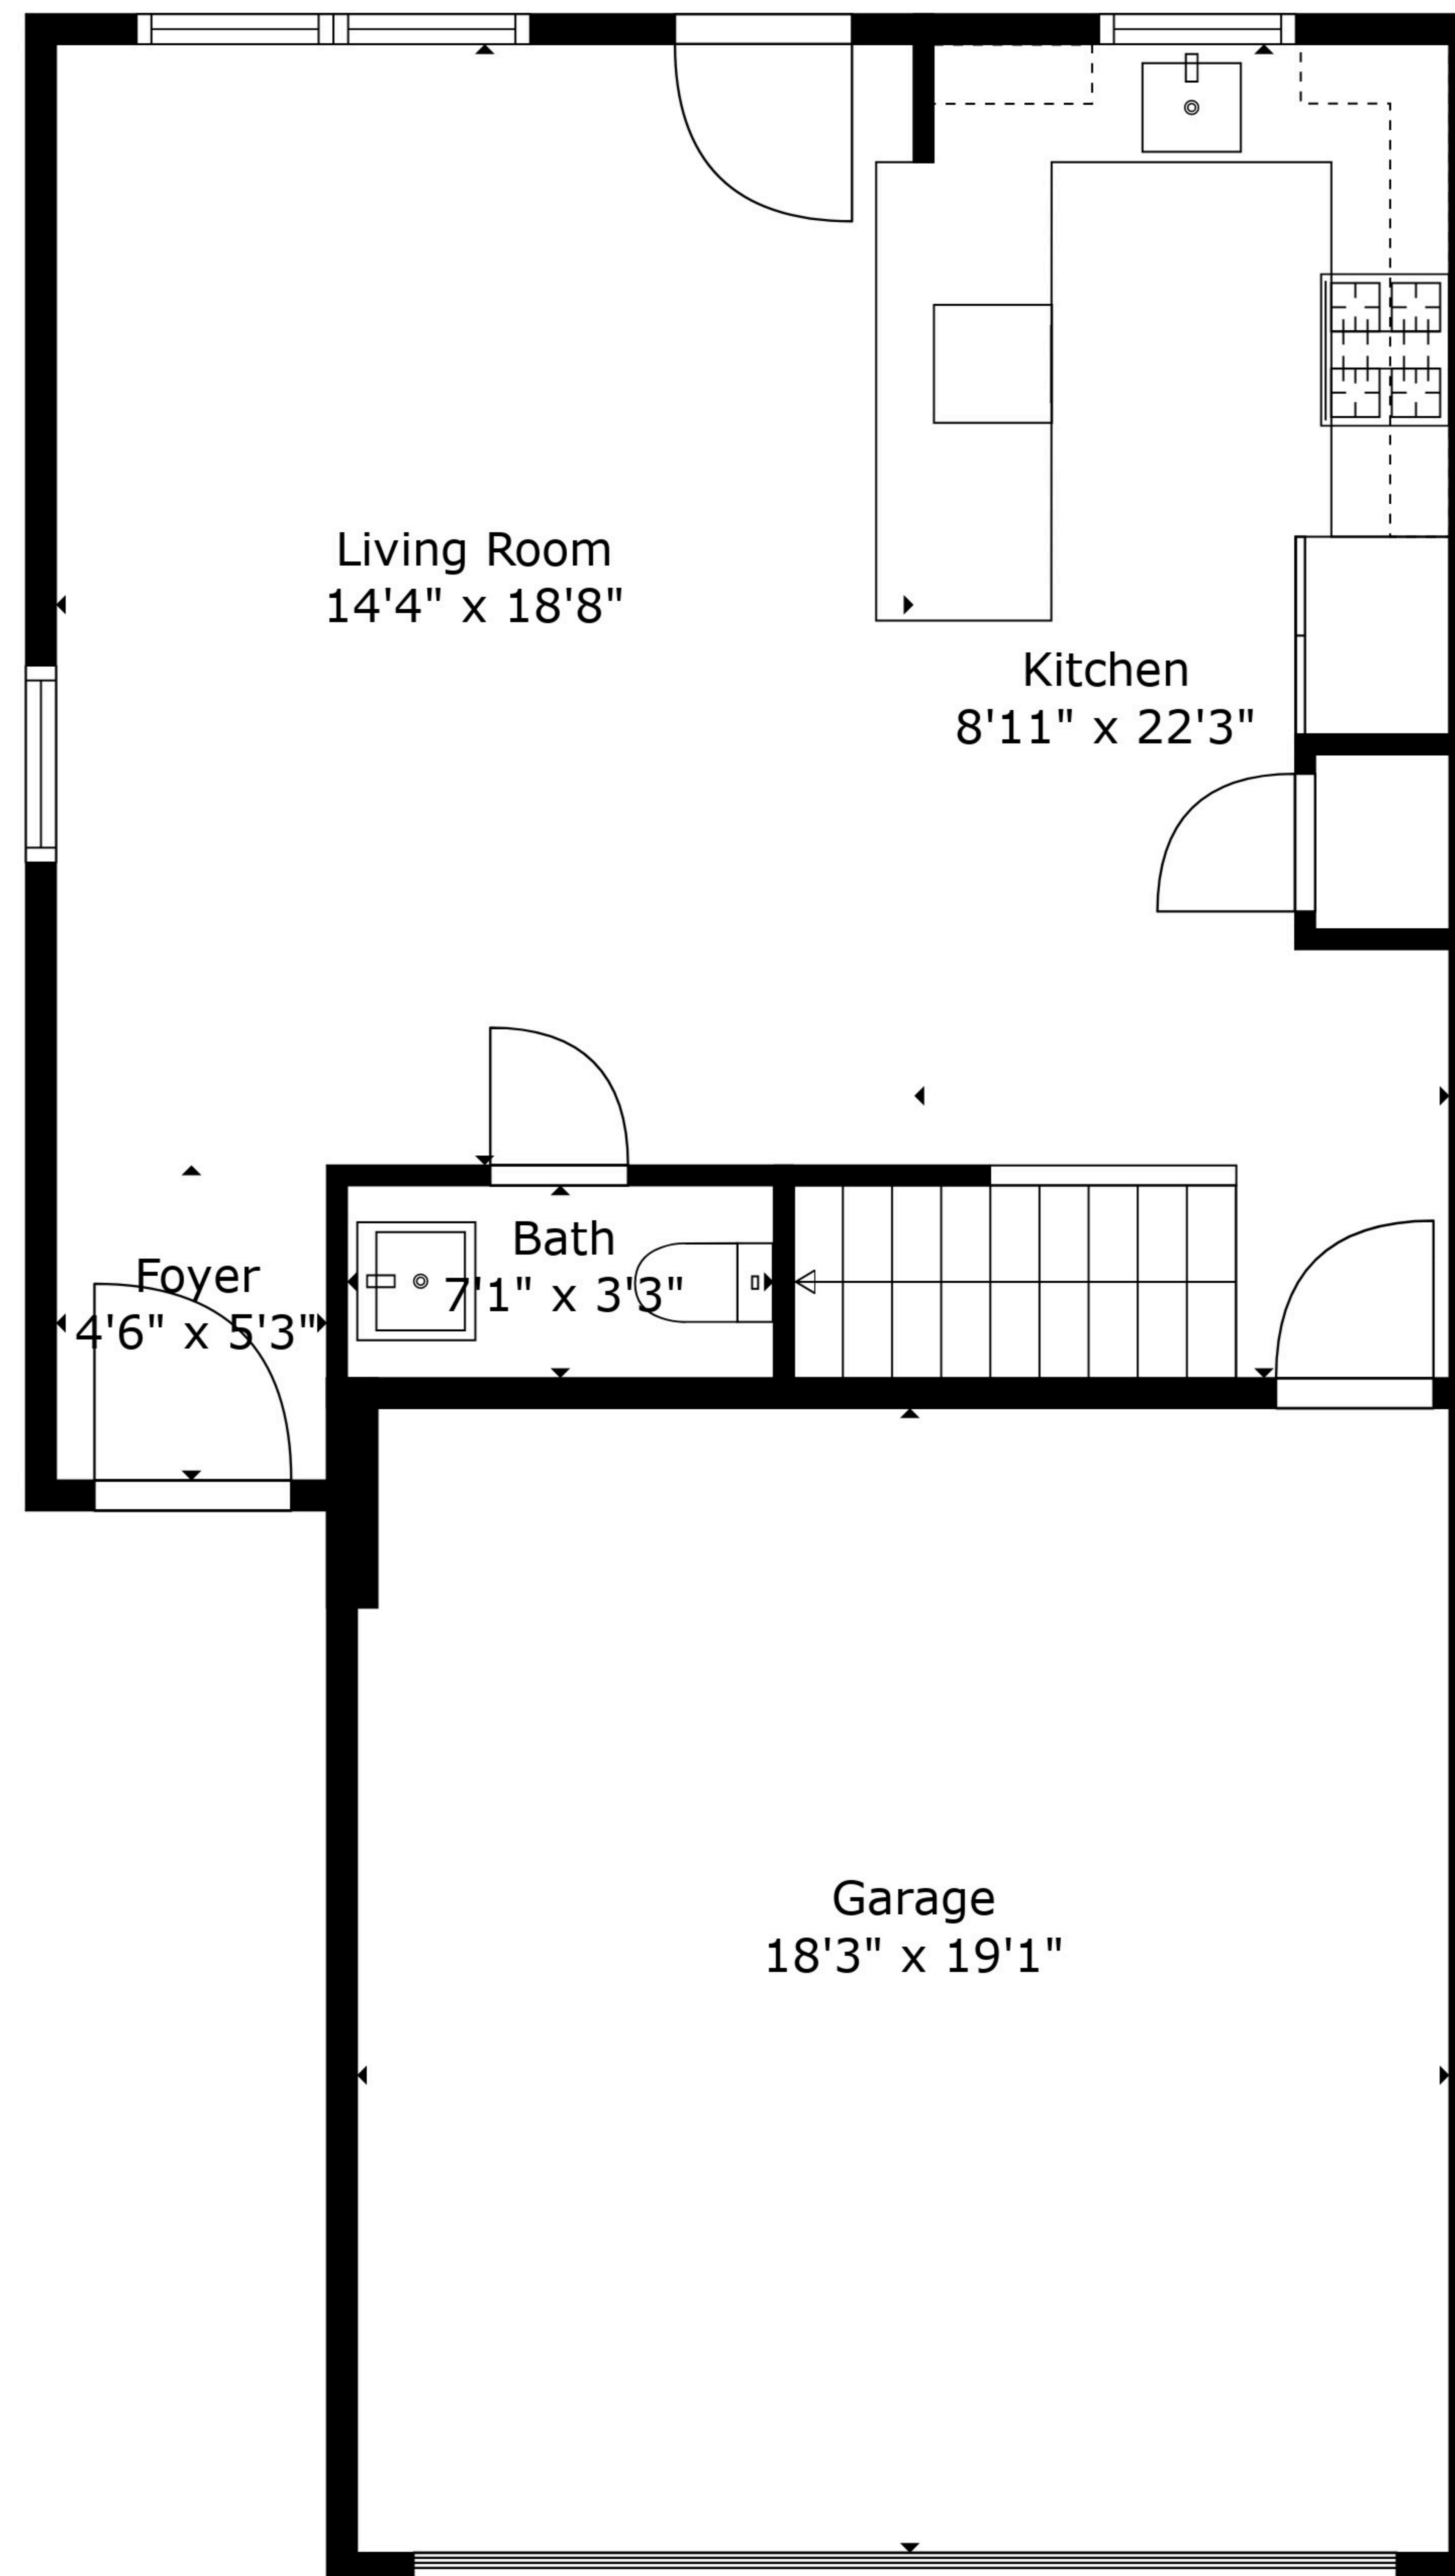 Living Room
14'4" x 18'8"
Kitchen
8'11" x 22'3"
Bath
7'1" x 3'3"
Foyer
4'6" x 5'3"
Garage
18'3" x 19'1"